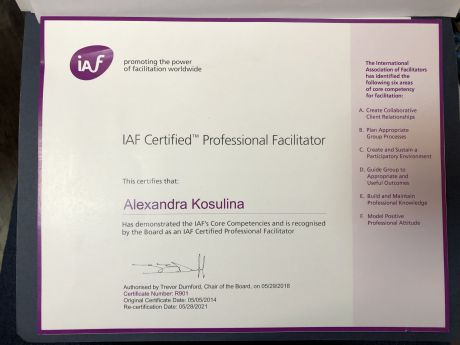 iAF
promoting the power
of facilitation worldwide
IAF Certified™ Professional Facilitator
This certifies that:
Alexandra Kosulina
Has demonstrated the IAF's Core Competencies and is recognised
by the Board as an IAF Certified Professional Facilitator
Authorised by Trevor Durnford, Chair of the Board, on 05/29/2018
Certificate Number: R901
Original Certificate Date: 05/05/2014
Re-certification Date: 05/28/2021
The International
Association of Facilitators
has identified the
following six areas
of core competency
for facilitation:
A. Create Collaborative
Client Relationships
B. Plan Appropriate
Group Processes
C. Create and Sustain a
Participatory Environment
D. Guide Group to
Appropriate and
Useful Outcomes
E. Build and Maintain
Professional Knowledge
F. Model Positive
Professional Attitude